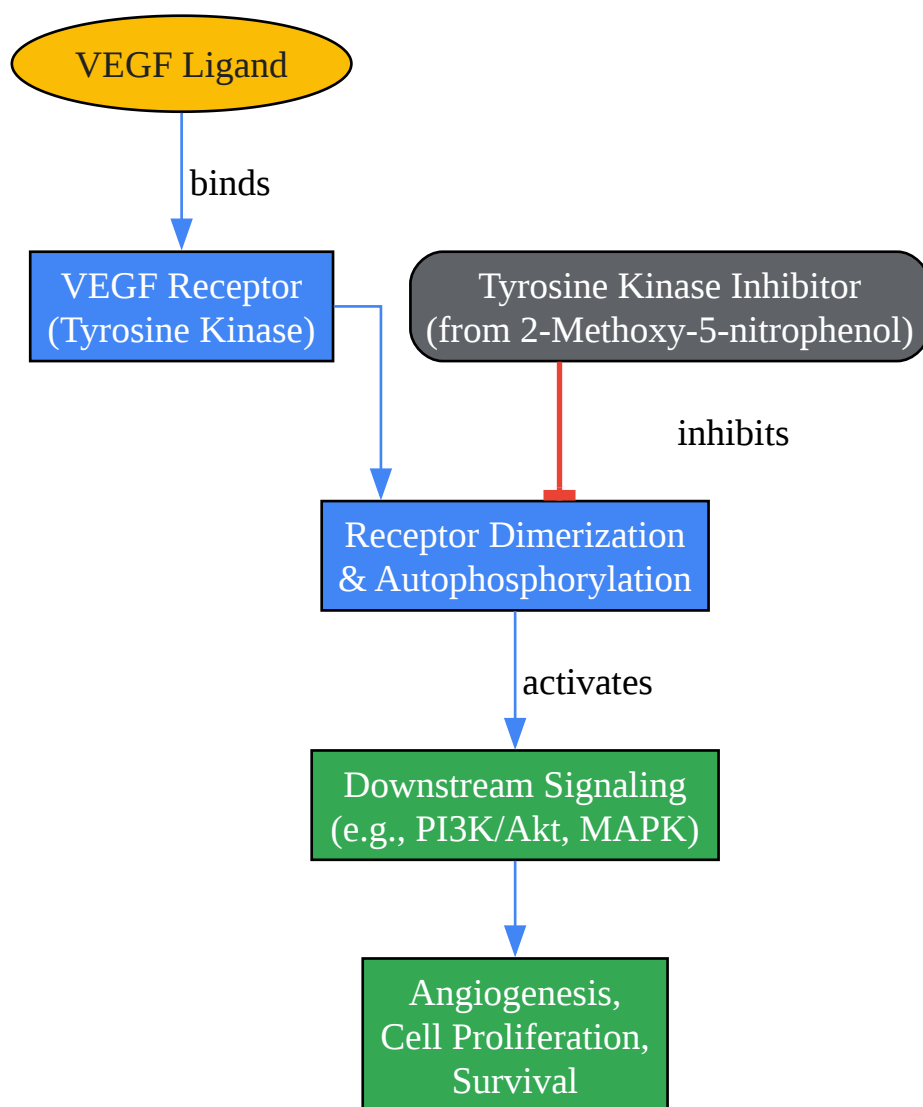 VEGF Ligand
binds
VEGF Receptor
(Tyrosine Kinase)
Tyrosine Kinase Inhibitor
(from 2-Methoxy-5-nitrophenol)
inhibits
Receptor Dimerization
& Autophosphorylation
activates
Downstream Signaling
(e.g., PI3K/Akt, MAPK)
Angiogenesis,
Cell Proliferation,
Survival